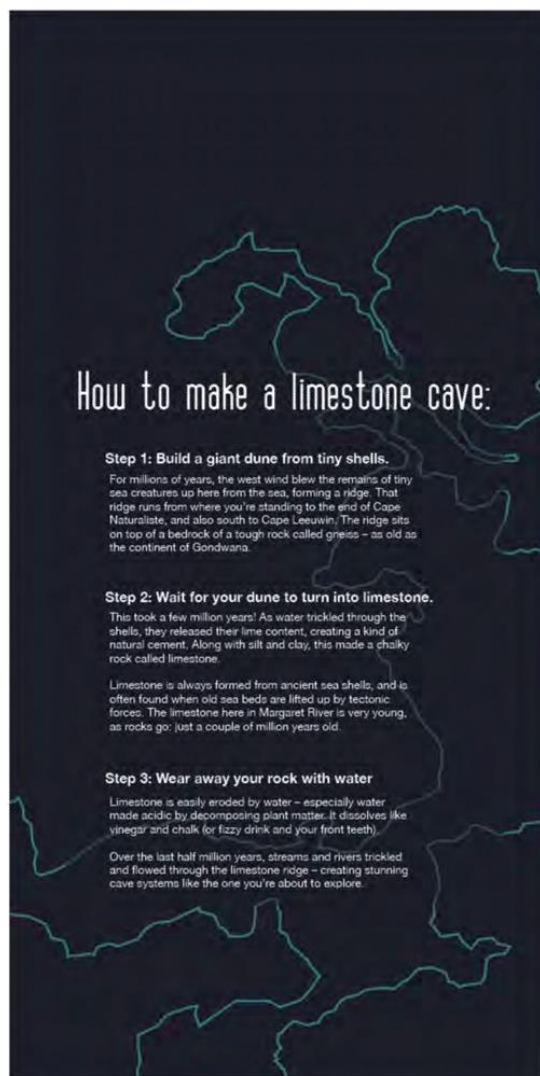 How to make a limestone cave:
Step 1: Build a giant dune from tiny shells.
For millions of years, the west wind blew the remains of tiny
sea creatures up here from the sea, forming a ridge. That
ridge runs from where you're standing to the end of Cape
Naturaliste, and also south to Cape Leeuwin. The ridge sits
on top of a bedrock of a tough rock called gneiss – as old as
the continent of Gondwana.
Step 2: Wait for your dune to turn into limestone.
This took a few million years! As water trickled through the
shells, they released their lime content, creating a kind of
natural cement. Along with silt and clay, this made a chalky
rock called limestone.
Limestone is always formed from ancient sea shells, and is
often found when old sea beds are lifted up by tectonic
forces. The limestone here in Margaret River is very young,
as rocks go: just a couple of million years old.
Step 3: Wear away your rock with water
Limestone is easily eroded by water – especially water
made acidic by decomposing plant matter. It dissolves like
vinegar and chalk (or fizzy drink and your front teeth).
Over the last half million years, streams and rivers trickled
and flowed through the limestone ridge – creating stunning
cave systems like the one you're about to explore.